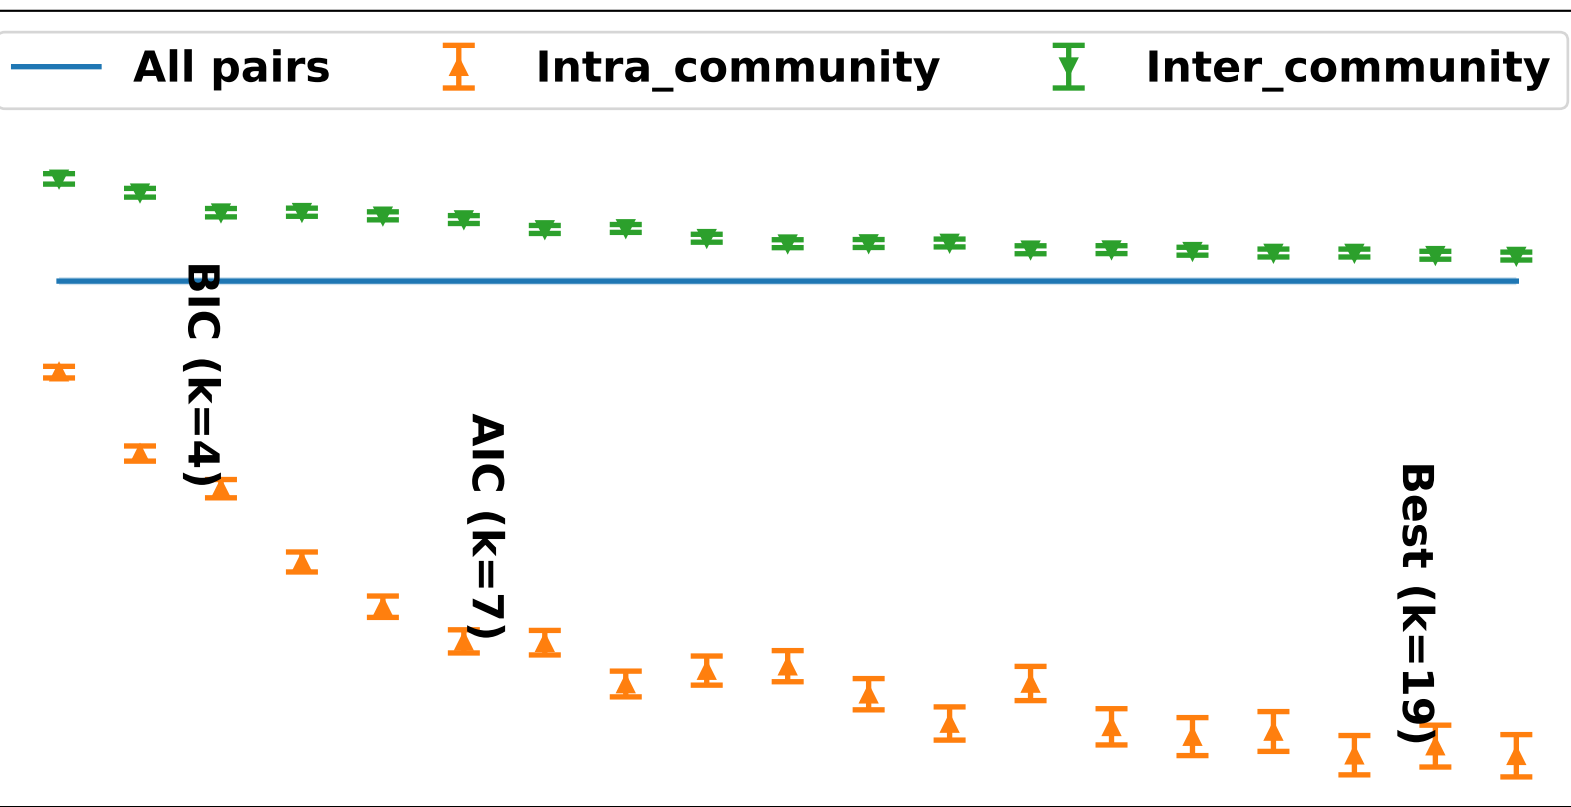 All pairs
Intra_community
Inter_community
BIC (k=4)
AIC (k=7)
Best (k=19)